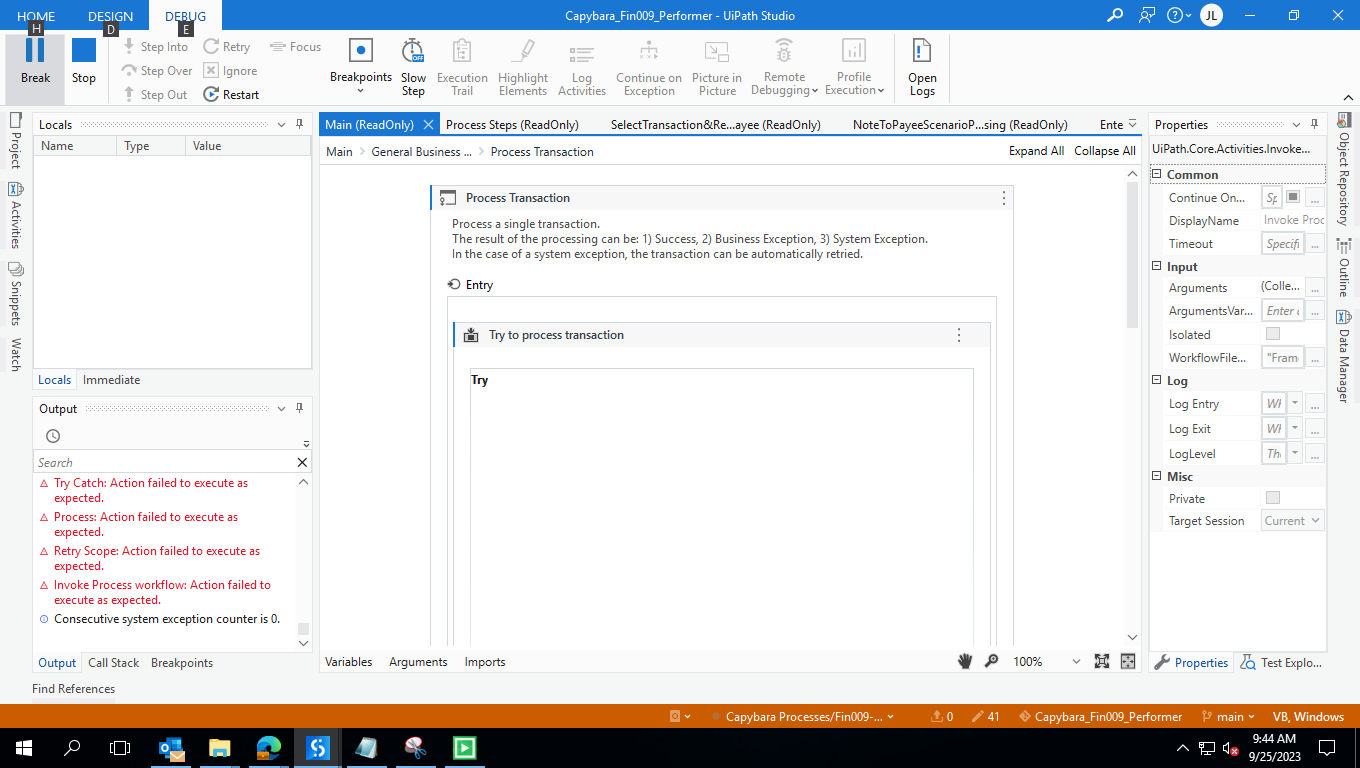 HOME DESIGN DEBUG
H D E
Capybara_Fin009_Performer - UiPath Studio
JL
Break
Stop
Step Into
Step Over
Step Out
Retry
Ignore
Restart
Focus
Breakpoints
Slow Step
OFF
Execution Trail
Highlight Elements
Log Activities
Continue on Exception
Picture in Picture
Remote Debugging
Profile Execution
Open Logs
Project
Activities
Snippets
Watch
Locals
Name Type Value
Locals Immediate
Output
Search
Try Catch: Action failed to execute as
expected.
Process: Action failed to execute as
expected.
Retry Scope: Action failed to execute as
expected.
Invoke Process workflow: Action failed to
execute as expected.
Consecutive system exception counter is 0.
Output Call Stack Breakpoints
Find References
Main (ReadOnly) Process Steps (ReadOnly) SelectTransaction&Re...ayee (ReadOnly) NoteToPayeeScenarioP...sing (ReadOnly) Ente
Main > General Business ... > Process Transaction
Expand All Collapse All
Process Transaction
Process a single transaction.
The result of the processing can be: 1) Success, 2) Business Exception, 3) System Exception.
In the case of a system exception, the transaction can be automatically retried.
Entry
Try to process transaction
Try
Variables Arguments Imports
100%
Properties
UiPath.Core.Activities.Invoke...
Common
Continue On... Sp ...
DisplayName Invoke Proc
Timeout Specifi ...
Input
Arguments (Colle... ...
ArgumentsVar... Enter ...
Isolated
WorkflowFile... "Fram ...
Log
Log Entry Wh ...
Log Exit Wh ...
LogLevel The ...
Misc
Private
Target Session Current
Properties Test Explo...
Object Repository
Outline
Data Manager
Capybara Processes/Fin009-...
0
41
Capybara_Fin009_Performer
main
VB, Windows
9:44 AM
9/25/2023